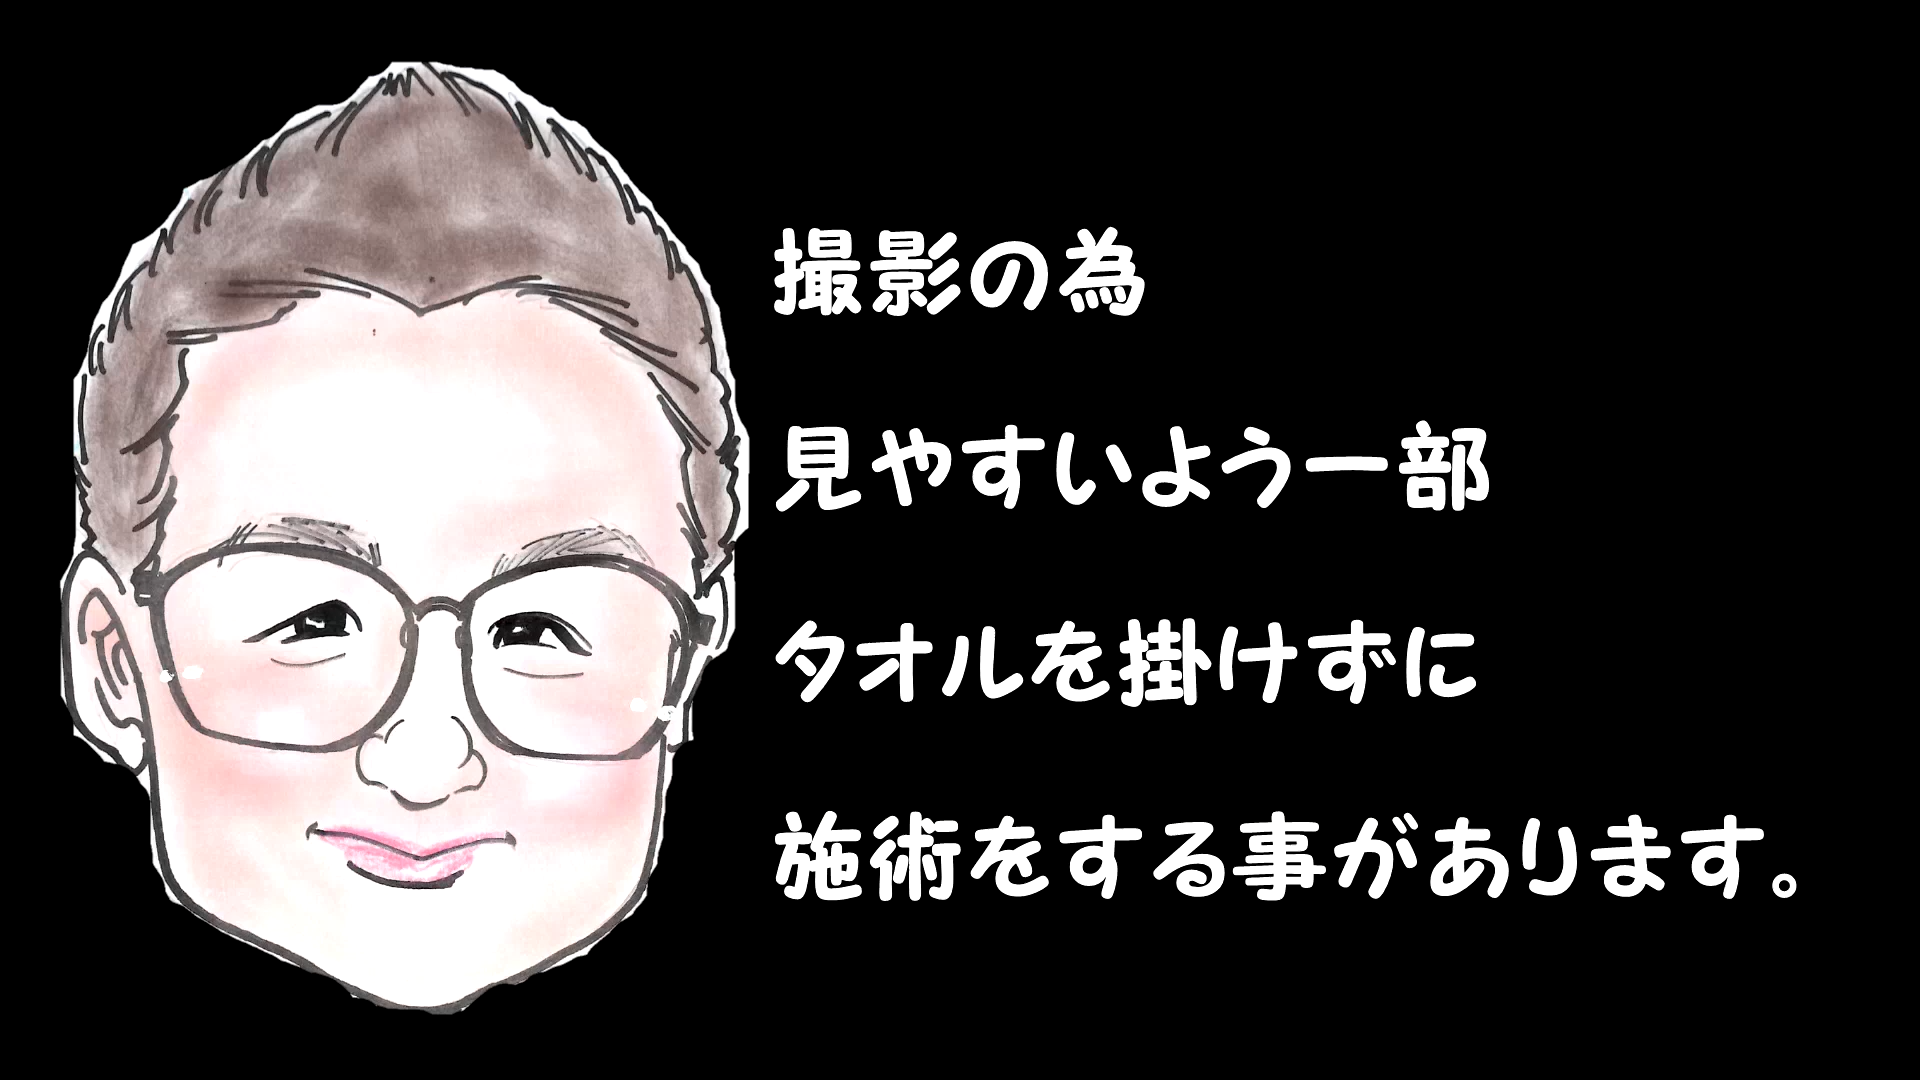 撮影の為
見やすいよう一部
タオルを掛けずに
施術をする事があります。